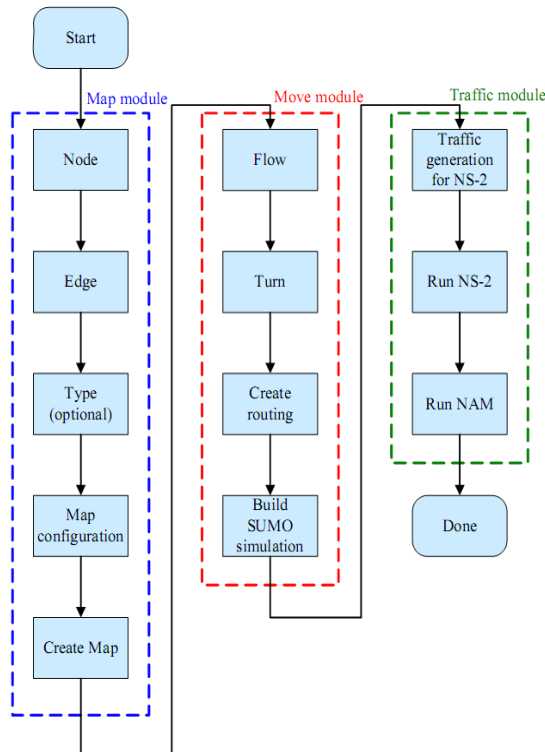 Start
Map module
Node
Edge
Type
(optional)
Map
configuration
Create Map
Move module
Flow
Turn
Create
routing
Build
SUMO
simulation
Traffic module
Traffic
generation
for NS-2
Run NS-2
Run NAM
Done